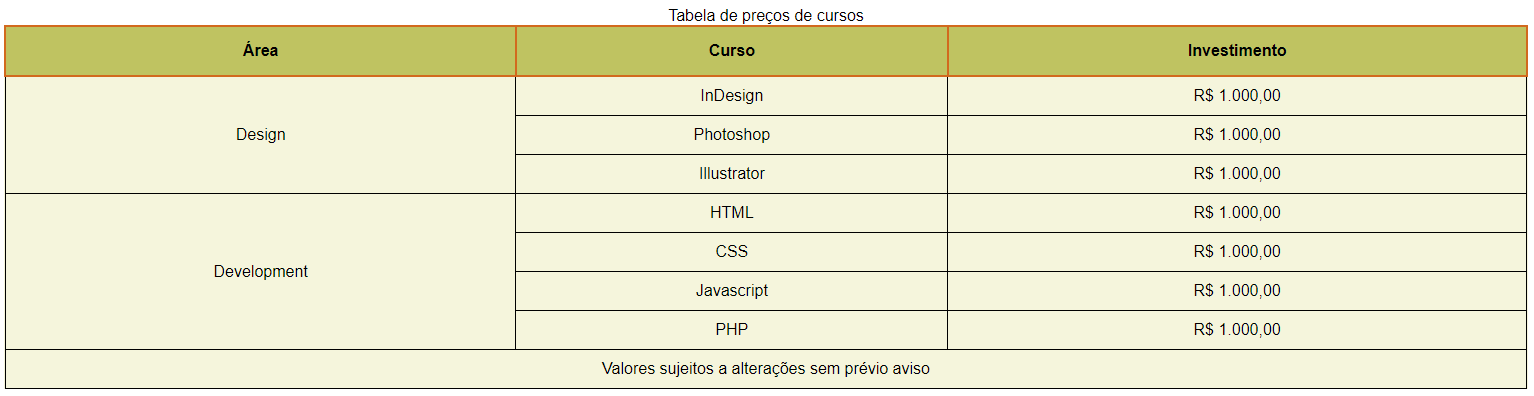 Tabela de preços de cursos
Área Curso Investimento
Design
InDesign R$ 1.000,00
Photoshop R$ 1.000,00
Illustrator R$ 1.000,00
Development
HTML R$ 1.000,00
CSS R$ 1.000,00
Javascript R$ 1.000,00
PHP R$ 1.000,00
Valores sujeitos a alterações sem prévio aviso